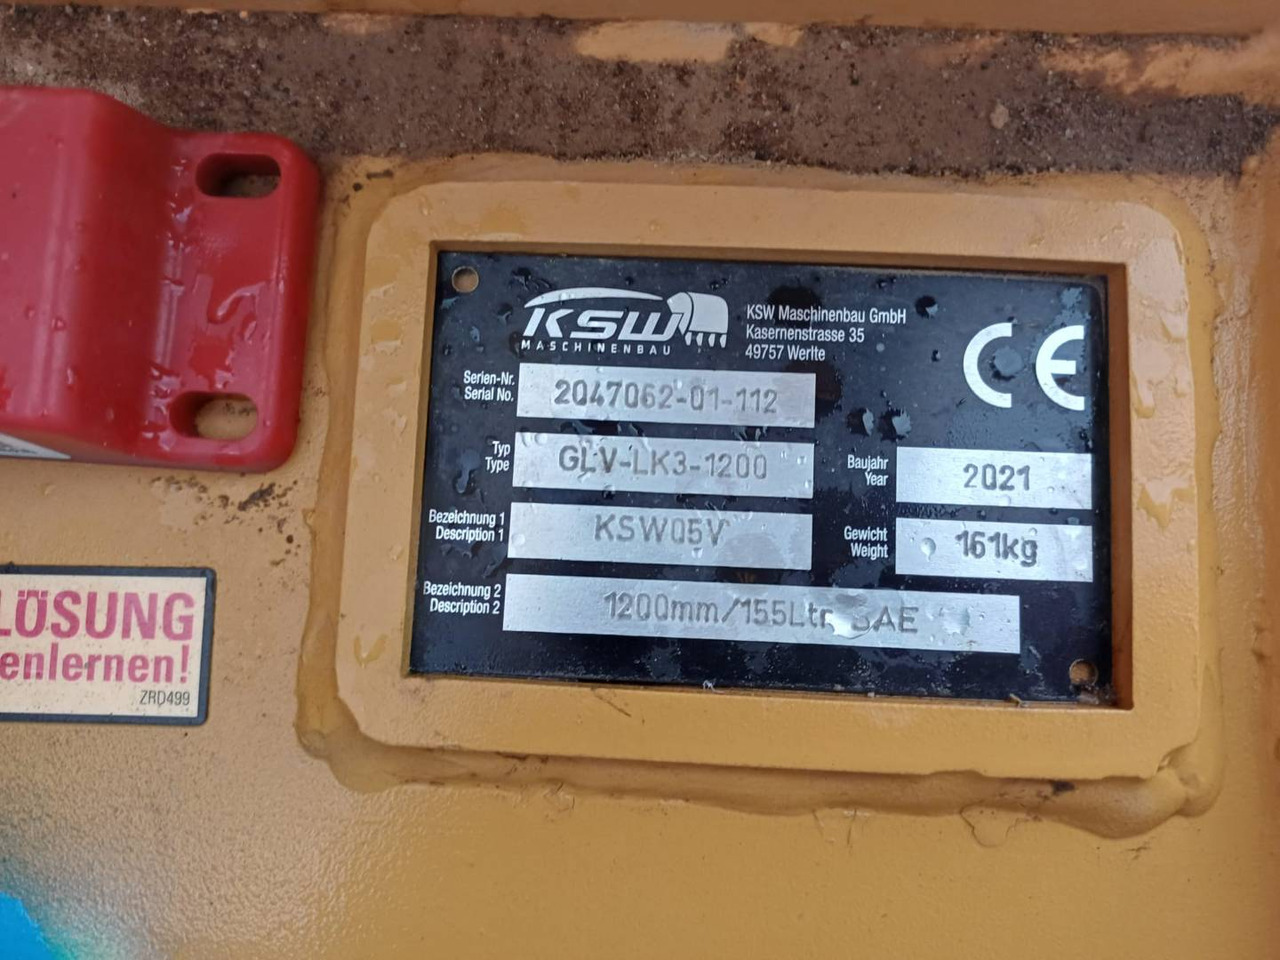 KSW
MASCHINENBAU
KSW Maschinenbau GmbH
Kasernenstrasse 35
49757 Werlte
CE
Serien-Nr.
Serial No.
2047062-01-112
Typ
Type
GLV-LK3-1200
Baujahr
Year
2021
Bezeichnung 1
Description 1
KSW05V
Gewicht
Weight
161kg
Bezeichnung 2
Description 2
1200mm/155Ltr. SAE
LÖSUNG
enlernen!
ZRD499